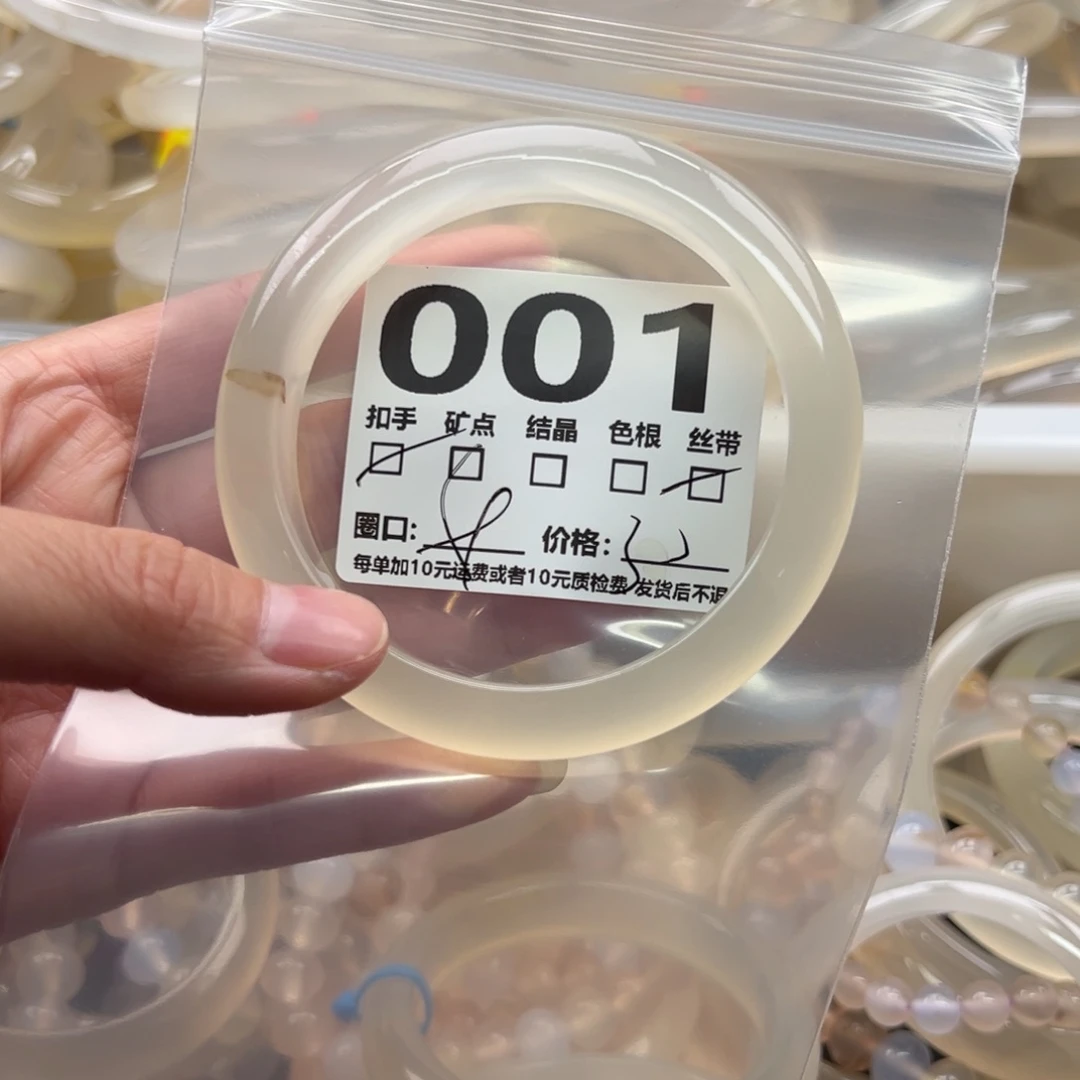 001
扣手 矿点 结晶 色根 丝带
圈口: 价格:
每单加10元运费或者10元质检费 发货后不退